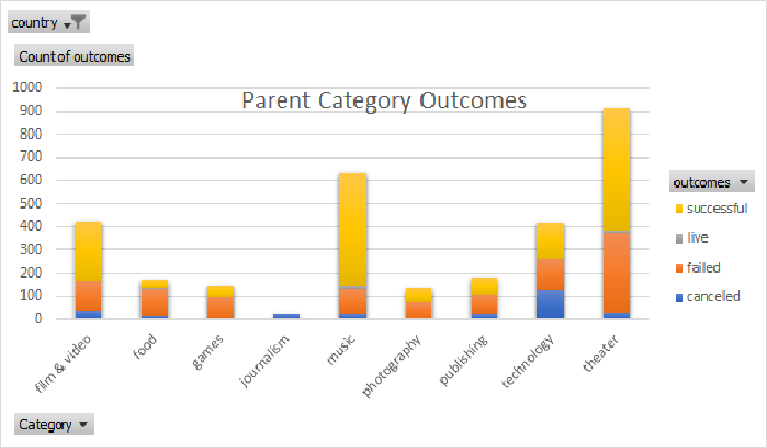 country
Count of outcomes
Parent Category Outcomes
1000
900
800
700
600
500
400
300
200
100
0
film & video
food
games
journalism
music
photography
publishing
technology
theater
outcomes
successful
live
failed
canceled
Category